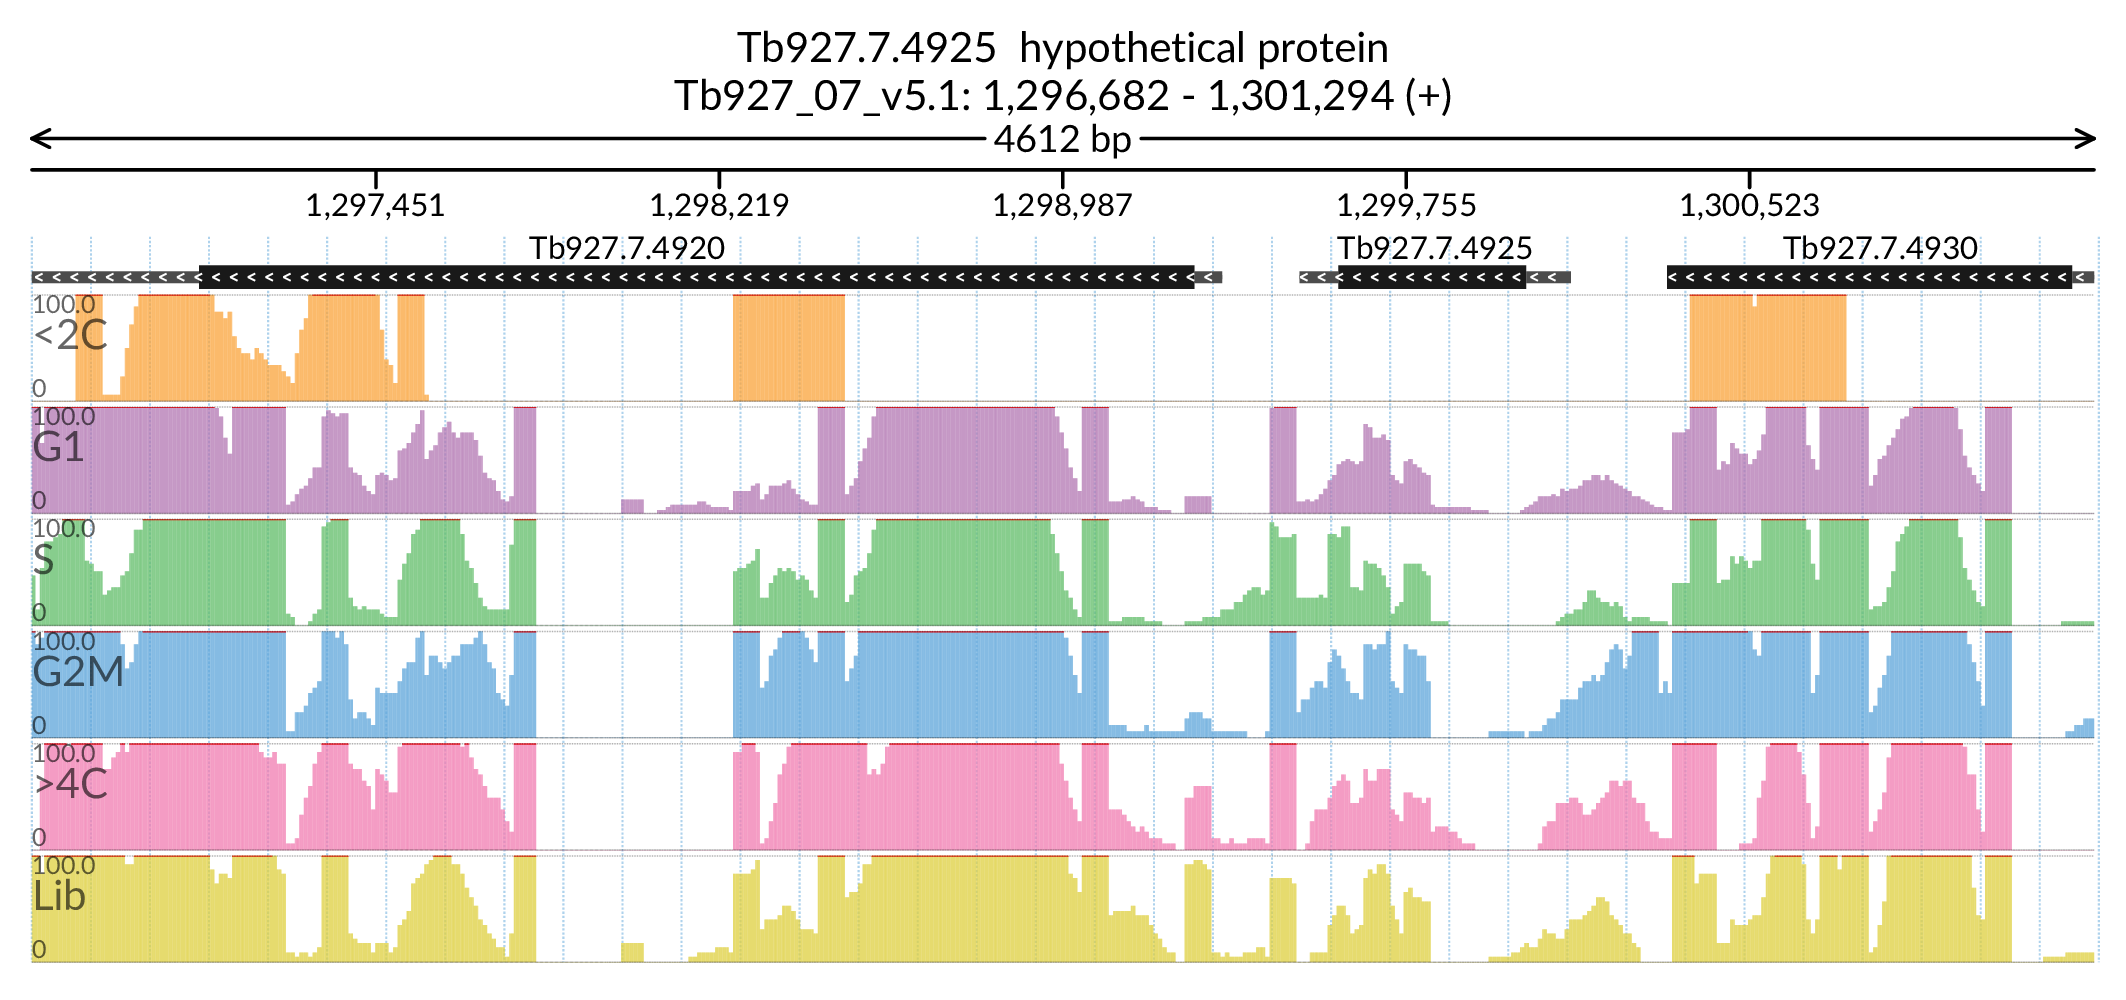 Tb927.7.4925  hypothetical protein
Tb927_07_v5.1: 1,296,682 - 1,301,294 (+)
4612 bp
1,297,451 1,298,219 1,298,987 1,299,755 1,300,523
Tb927.7.4920 Tb927.7.4925 Tb927.7.4930
100.0
<2C
0
100.0
G1
0
100.0
S
0
100.0
G2M
0
100.0
>4C
0
100.0
Lib
0